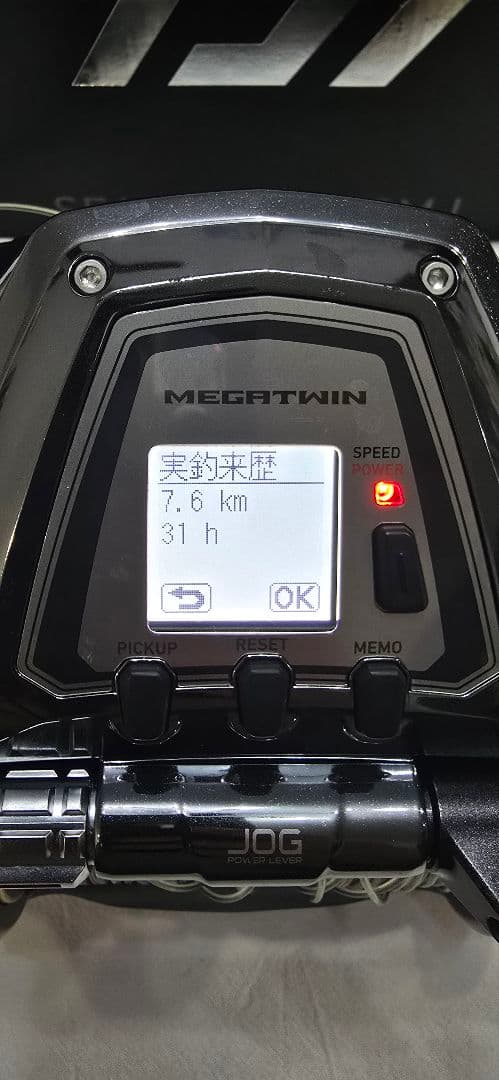 MEGATWIN
SPEED
POWER
実釣来歴
7.6 km
31 h
OK
PICKUP
RESET
MEMO
JOG
POWER LEVER